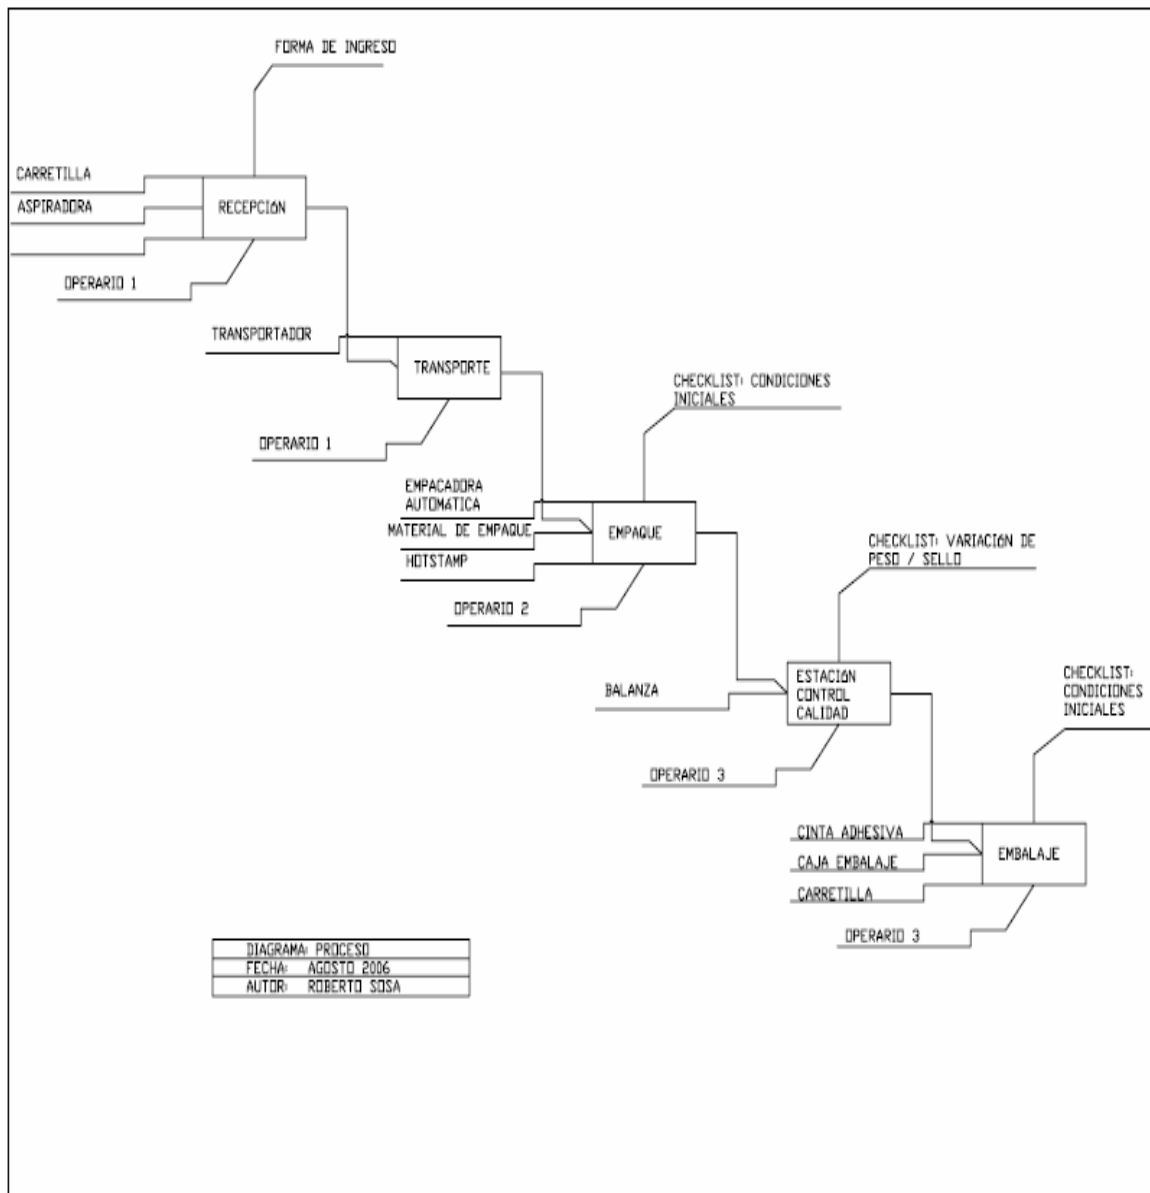 FORMA DE INGRESO
CARRETILLA
ASPIRADORA
RECEPCIóN
OPERARIO 1
TRANSPORTADOR
TRANSPORTE
OPERARIO 1
CHECKLIST: CONDICIONES
INICIALES
EMPACADORA
AUTOMáTICA
MATERIAL DE EMPAQUE
HOTSTAMP
EMPAQUE
OPERARIO 2
CHECKLIST: VARIACIóN DE
PESO / SELLO
BALANZA
ESTACIóN
CONTROL
CALIDAD
OPERARIO 3
CHECKLIST:
CONDICIONES
INICIALES
CINTA ADHESIVA
CAJA EMBALAJE
CARRETILLA
EMBALAJE
OPERARIO 3
DIAGRAMA: PROCESO
FECHA: AGOSTO 2006
AUTOR: ROBERTO SOSA